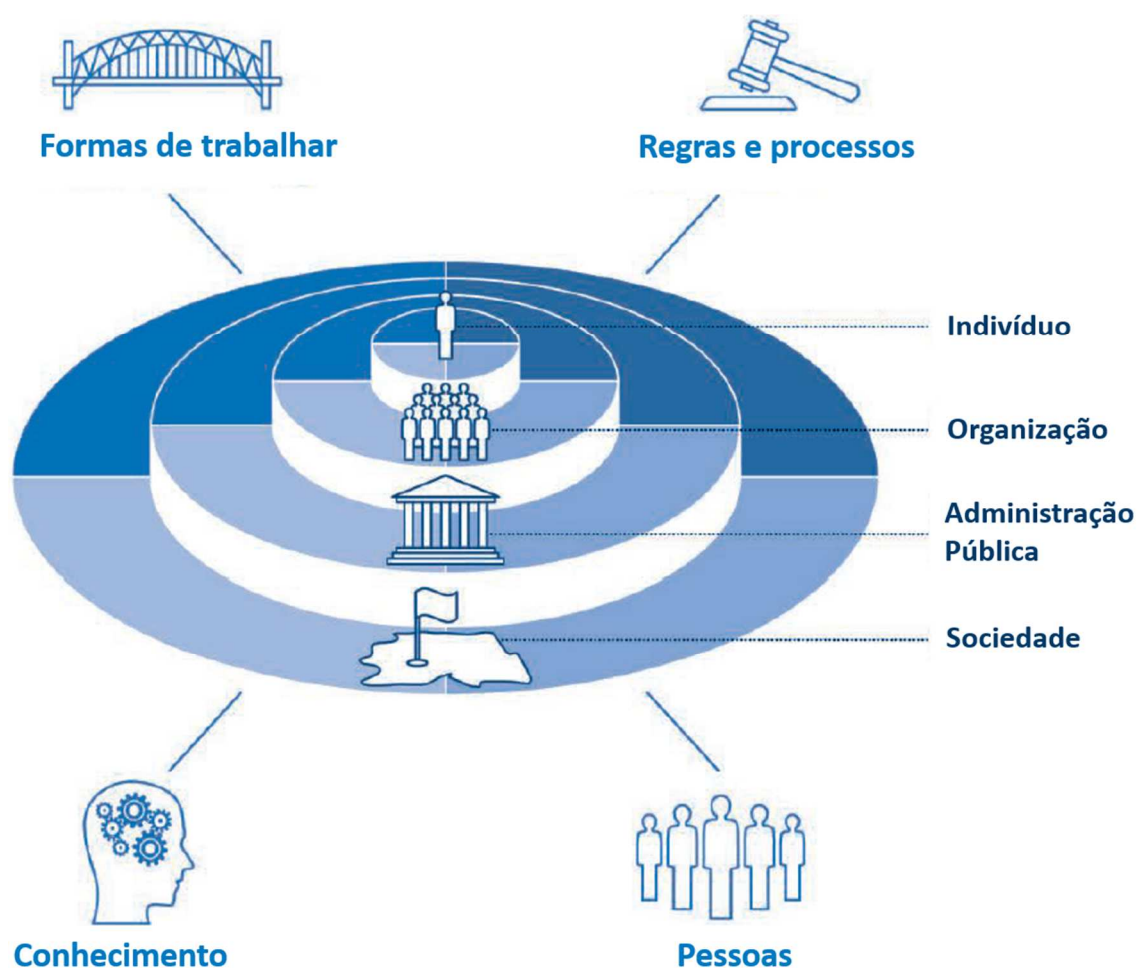 Formas de trabalhar
Regras e processos
Indivíduo
Organização
Administração
Pública
Sociedade
Conhecimento
Pessoas